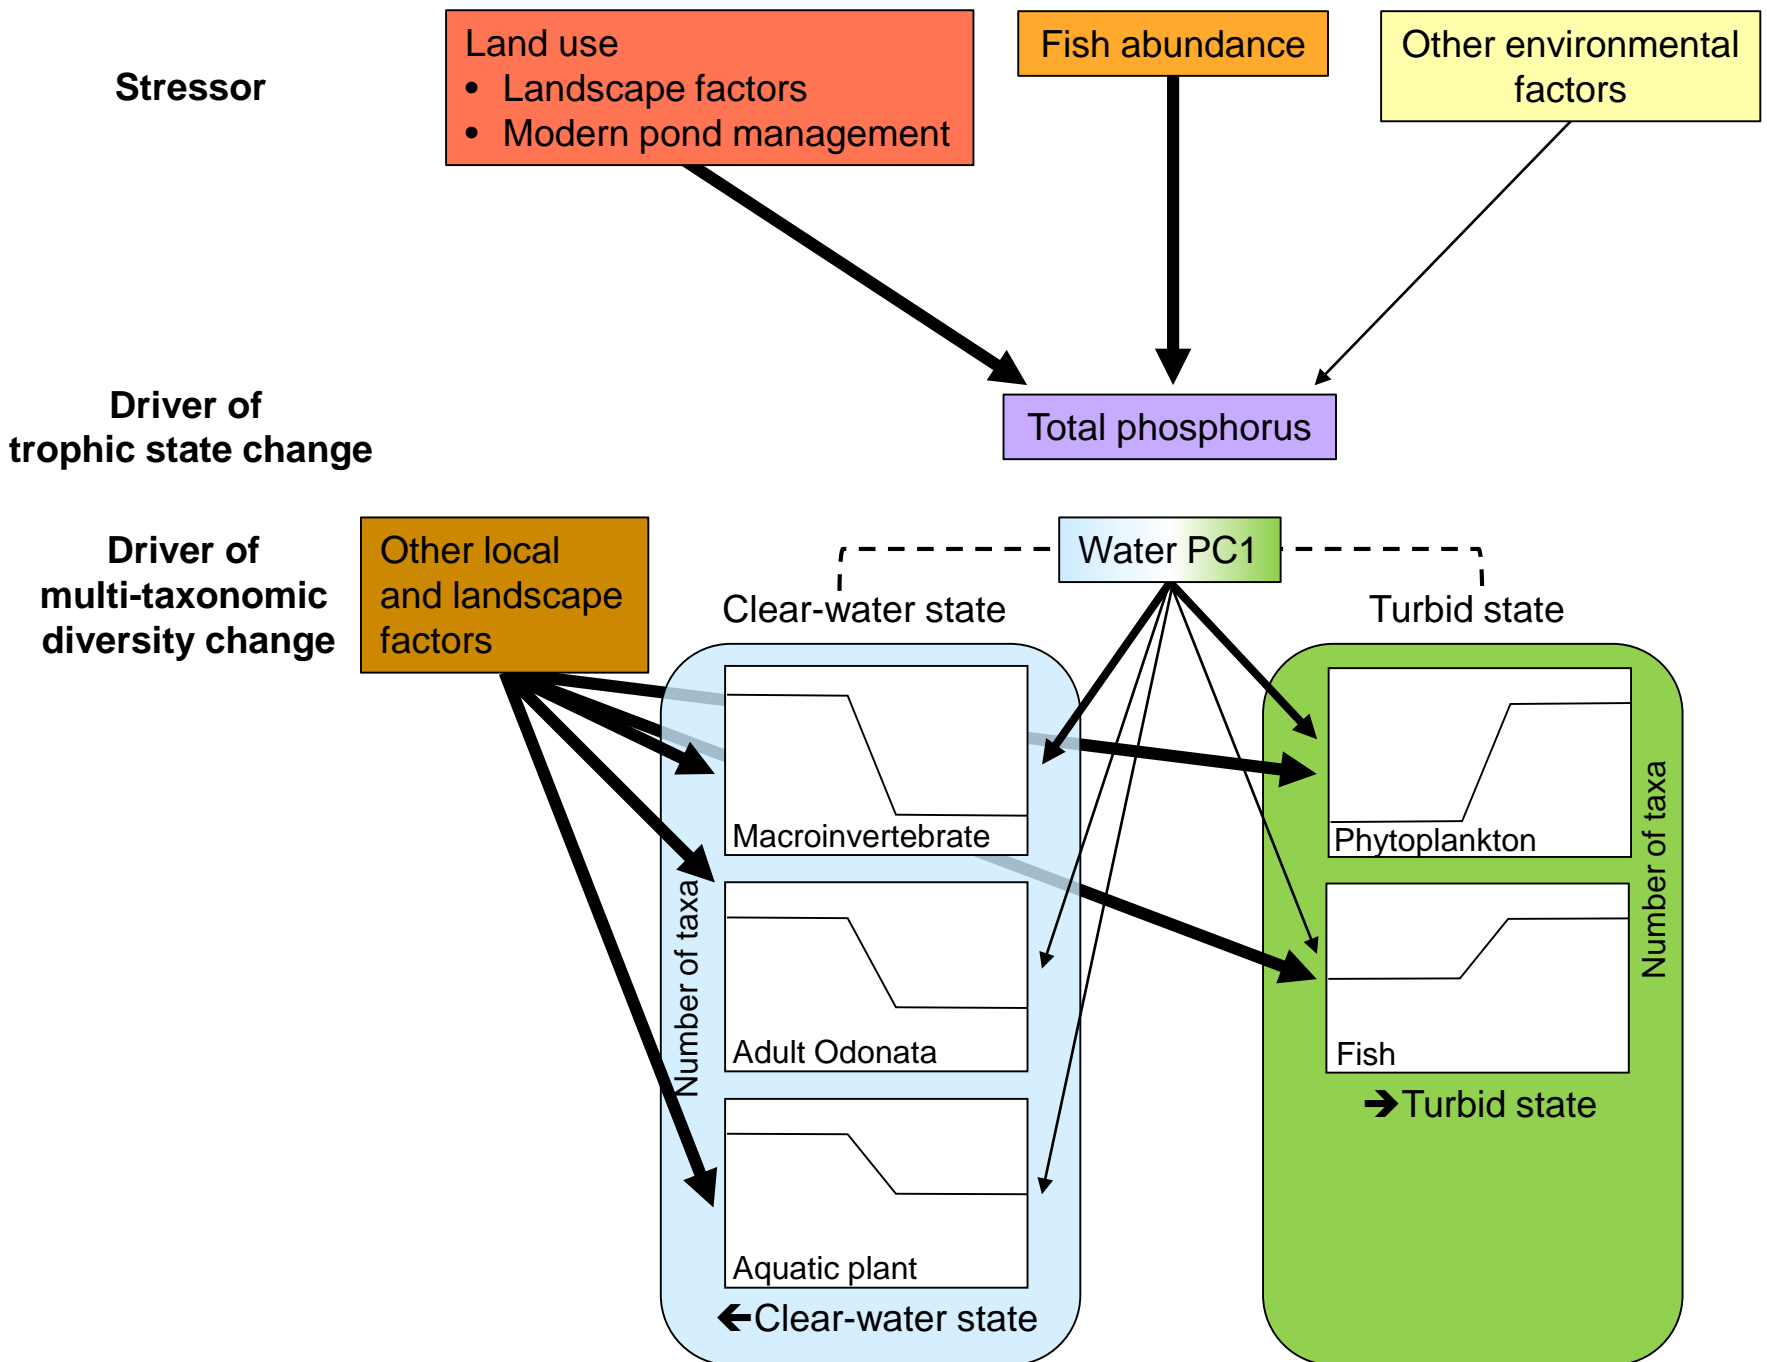 Stressor
Land use
• Landscape factors
• Modern pond management
Fish abundance
Other environmental
factors
Driver of
trophic state change
Total phosphorus
Driver of
multi-taxonomic
diversity change
Other local
and landscape
factors
Water PC1
Clear-water state
Turbid state
Number of taxa
Macroinvertebrate
Adult Odonata
Aquatic plant
←Clear-water state
Phytoplankton
Fish
Number of taxa
→Turbid state